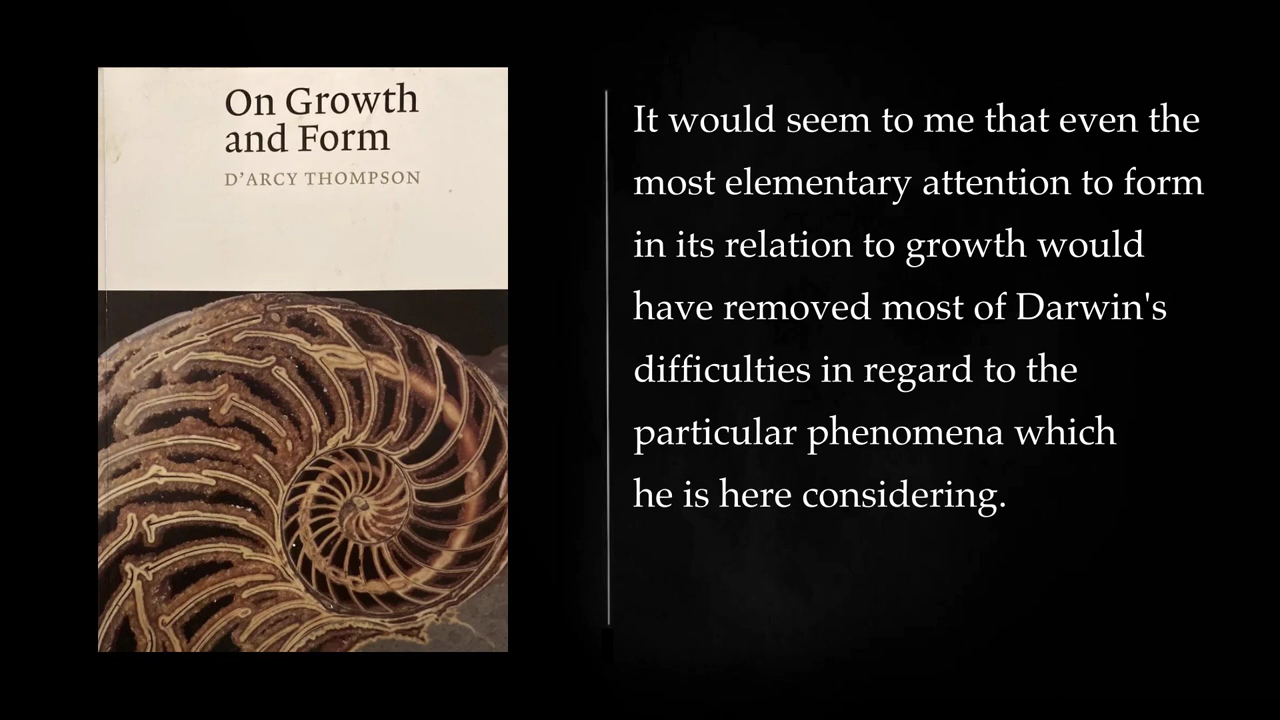 On Growth
and Form
D'ARCY THOMPSON
It would seem to me that even the
most elementary attention to form
in its relation to growth would
have removed most of Darwin's
difficulties in regard to the
particular phenomena which
he is here considering.